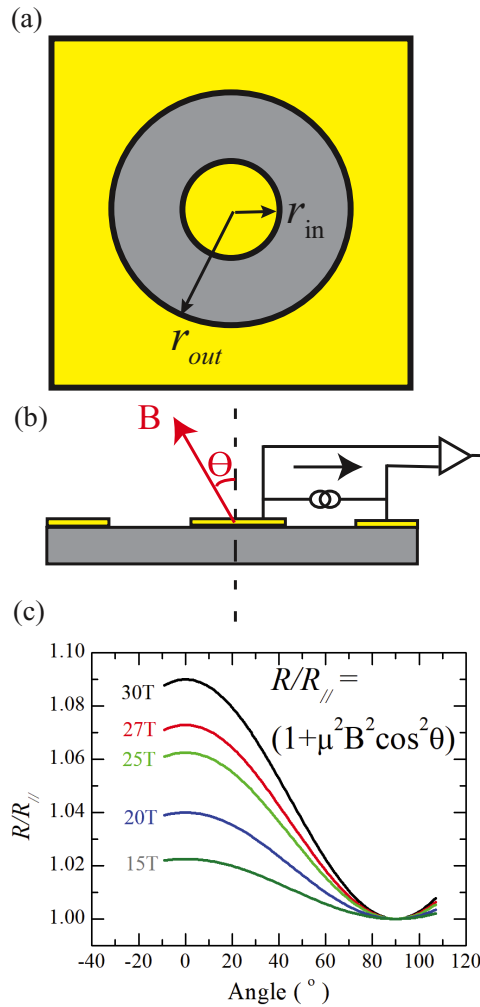 (a)
r_in
r_out
(b)
B
Θ
(c)
R/R_//
1.10
1.08
1.06
1.04
1.02
1.00
30T
27T
25T
20T
15T
R/R_// =
(1+μ²B²cos²θ)
-40 -20 0 20 40 60 80 100 120
Angle (°)